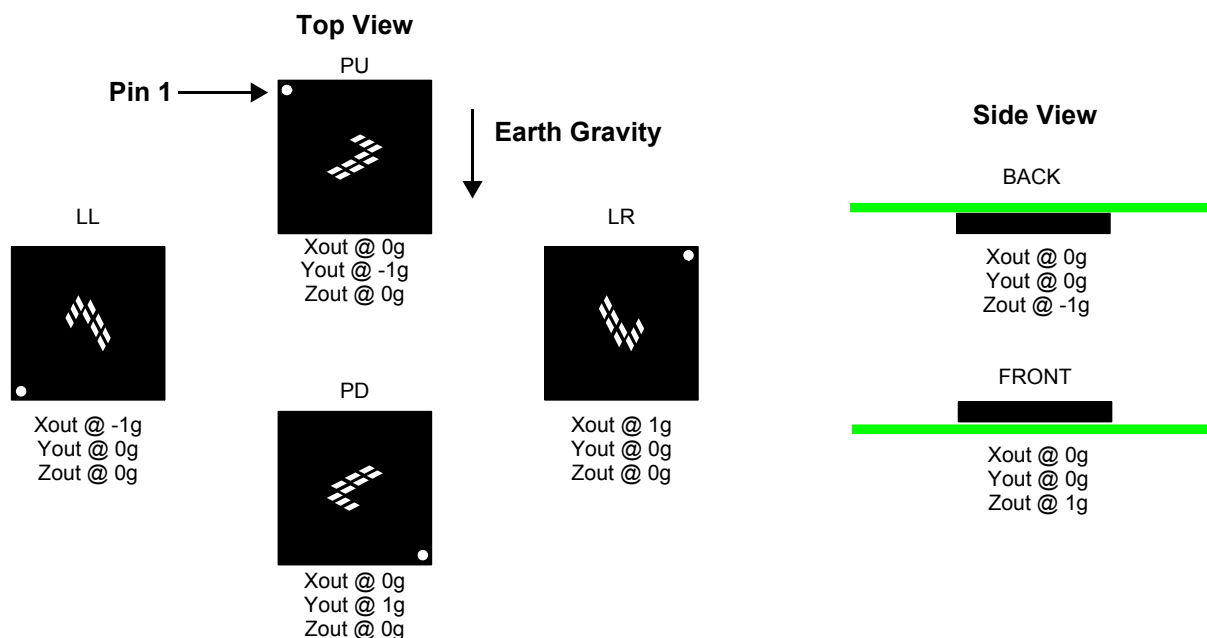 Top View
PU
Pin 1
Earth Gravity
LL
Xout @ 0g
Yout @ -1g
Zout @ 0g
LR
Xout @ -1g
Yout @ 0g
Zout @ 0g
PD
Xout @ 1g
Yout @ 0g
Zout @ 0g
Xout @ 0g
Yout @ 1g
Zout @ 0g
Side View
BACK
Xout @ 0g
Yout @ 0g
Zout @ -1g
FRONT
Xout @ 0g
Yout @ 0g
Zout @ 1g